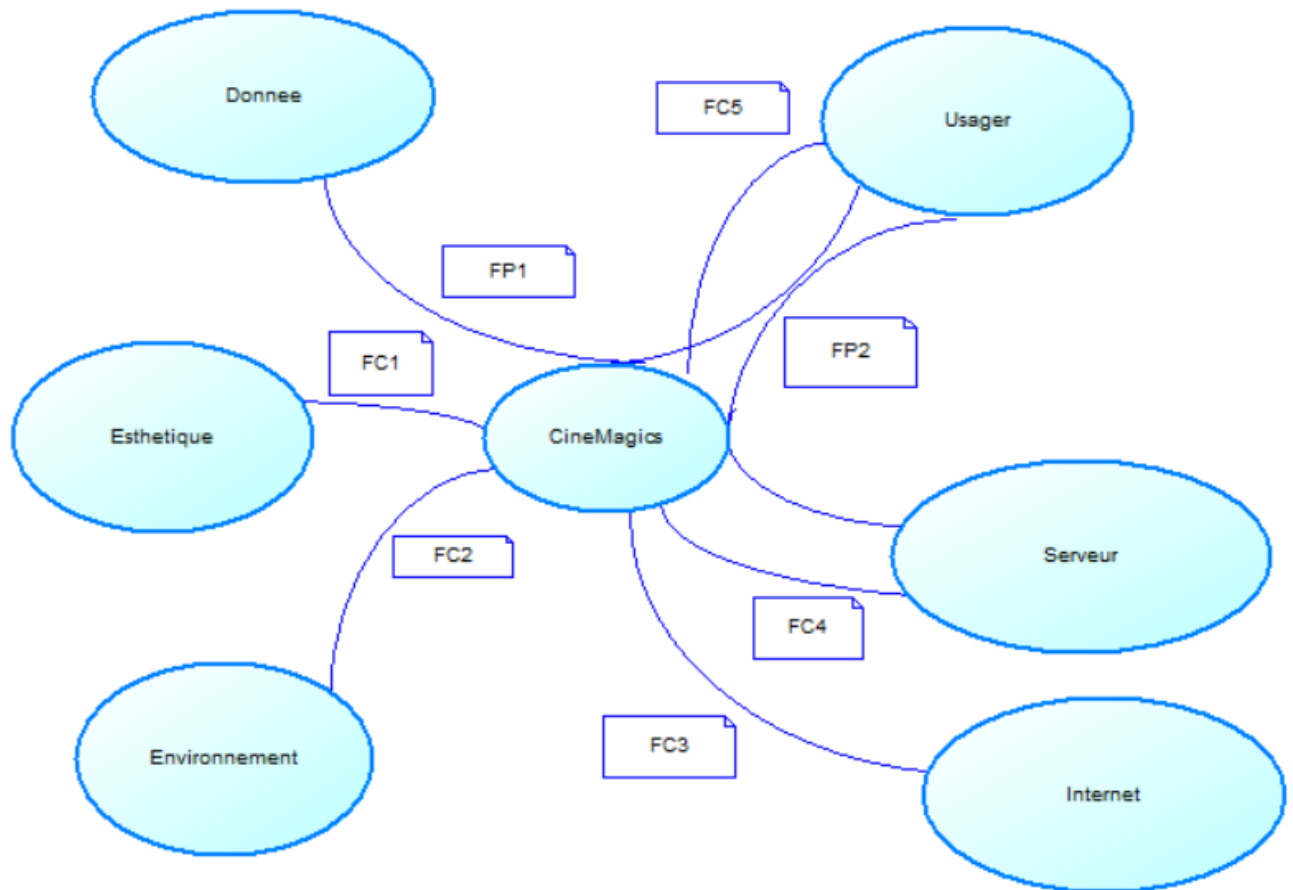 Donnee
FC5
Usager
FP1
FC1
FP2
Esthetique
CineMagics
FC2
Serveur
FC4
FC3
Environnement
Internet